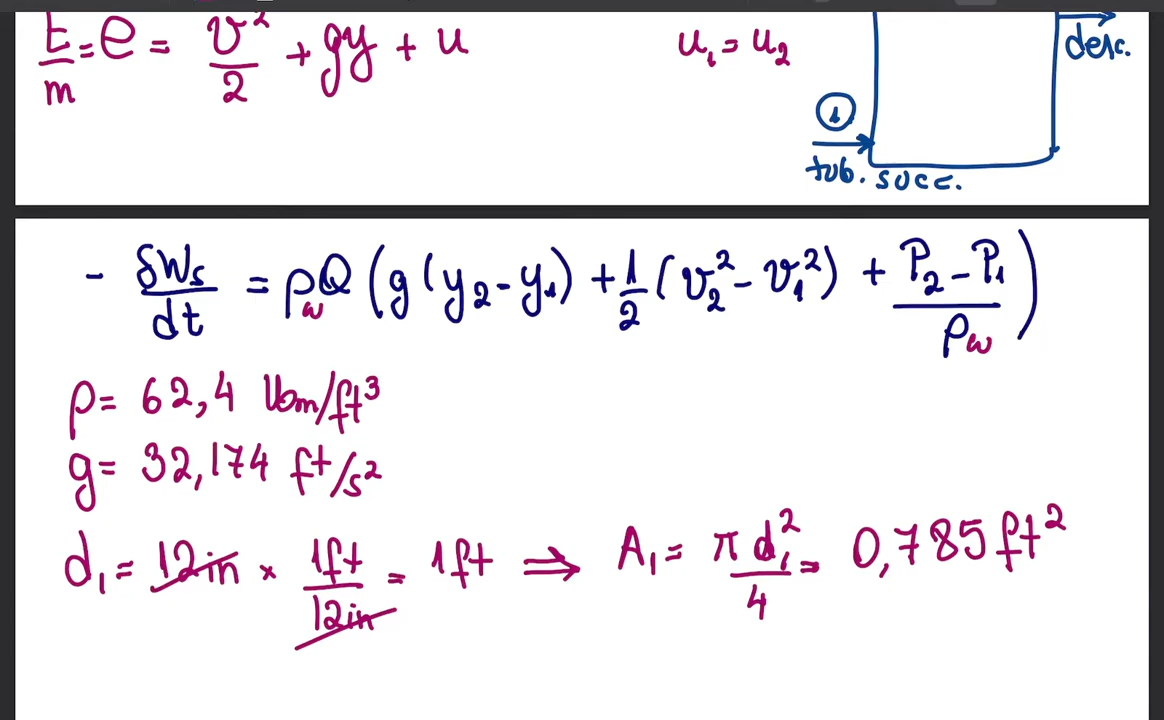 E/m = e = v²/2 + gy + u
u₁ = u₂
desc.
①
tub. succ.
- δWs/dt = ρwQ (g(y₂-y₁) + 1/2 (v₂² - v₁²) + P₂-P₁/ρw)
ρ= 62,4 lbm/ft³
g= 32,174 ft/s²
d₁ = 12in × 1ft/12in = 1ft ⇒ A₁ = πd₁²/4 = 0,785 ft²